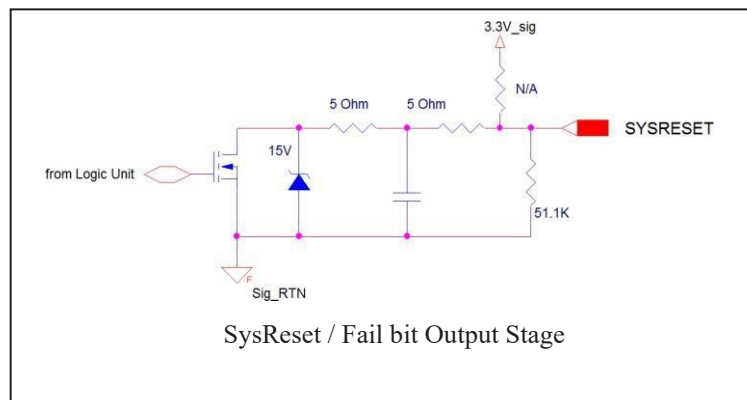 3.3V_sig
N/A
5 Ohm
5 Ohm
SYSRESET
15V
from Logic Unit
51.1K
F
Sig_RTN
SysReset / Fail bit Output Stage